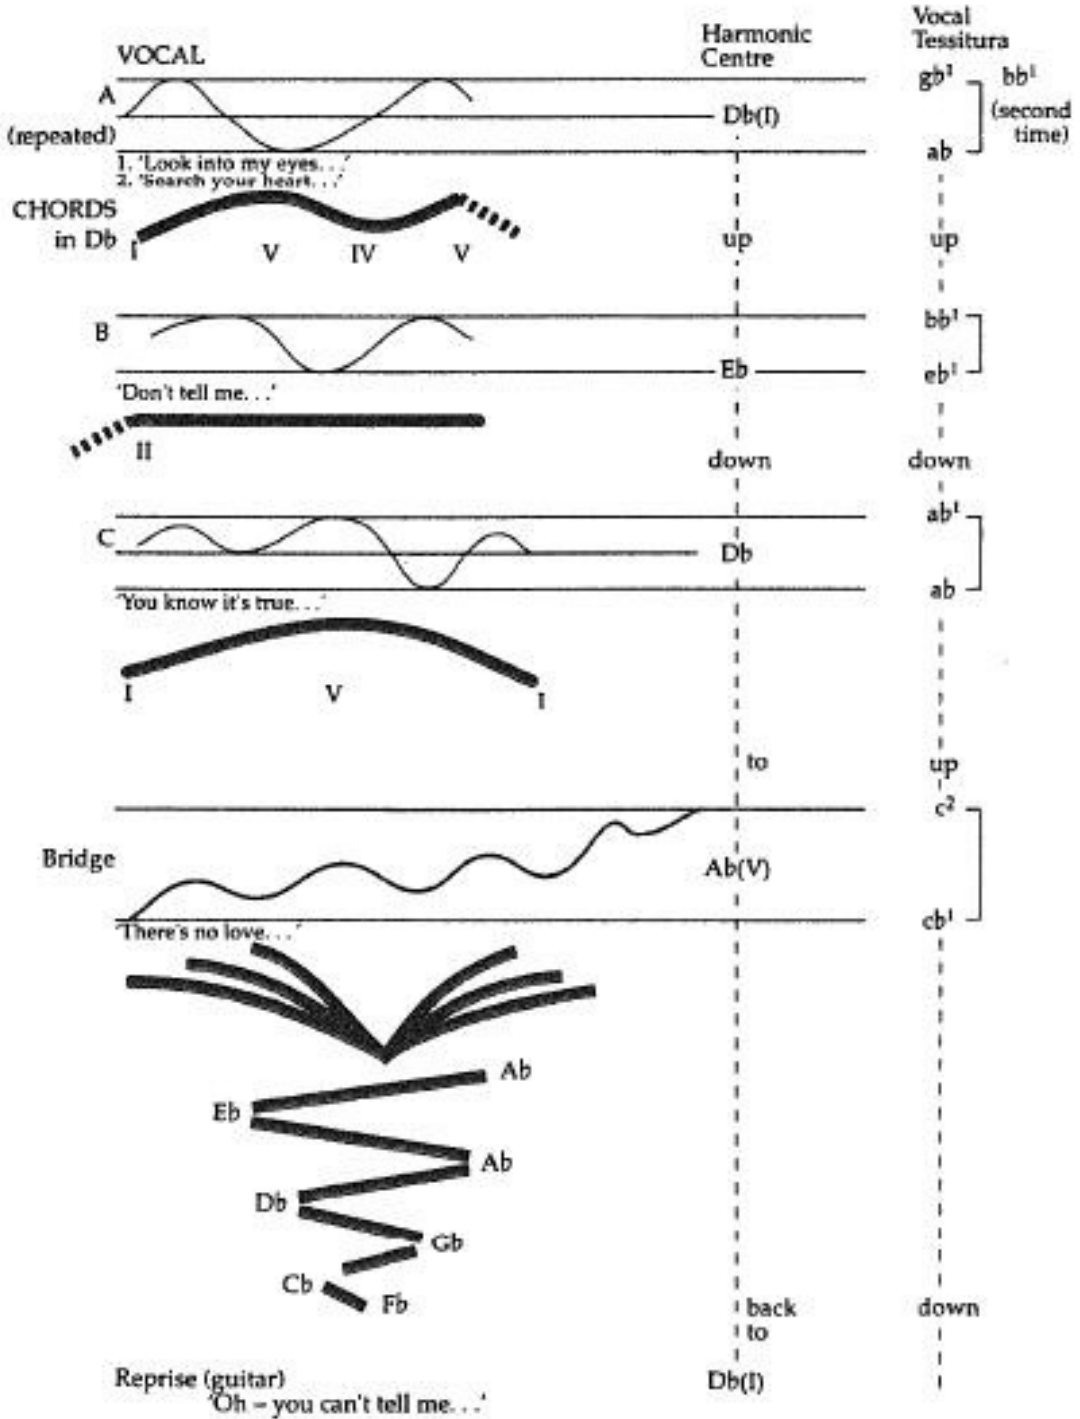 VOCAL
Harmonic
Centre
Vocal
Tessitura
A
(repeated)
Db(I)
gb¹
bb¹
(second
time)
ab
1. 'Look into my eyes. . .'
2. 'Search your heart. . .'
CHORDS
in Db
I V IV V
up
up
B
bb¹
Eb
eb¹
'Don't tell me. . .'
II
down
down
C
ab¹
Db
ab
'You know it's true. . .'
I V I
to
up
c²
Bridge
Ab(V)
cb¹
'There's no love. . .'
Ab
Eb
Ab
Db
Gb
Cb
Fb
back
to
down
Reprise (guitar)
Db(I)
'Oh – you can't tell me. . .'